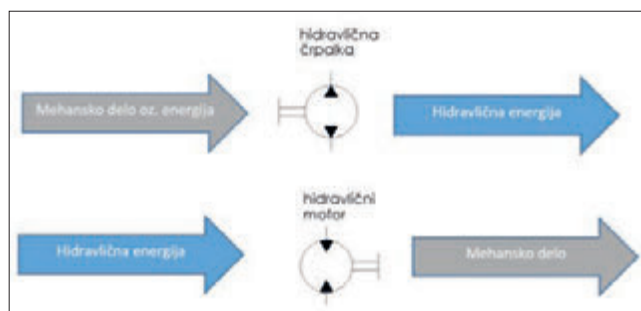 hidravlična
črpalka
Mehansko delo oz. energija
Hidravlična energija
hidravlični
motor
Hidravlična energija
Mehansko delo